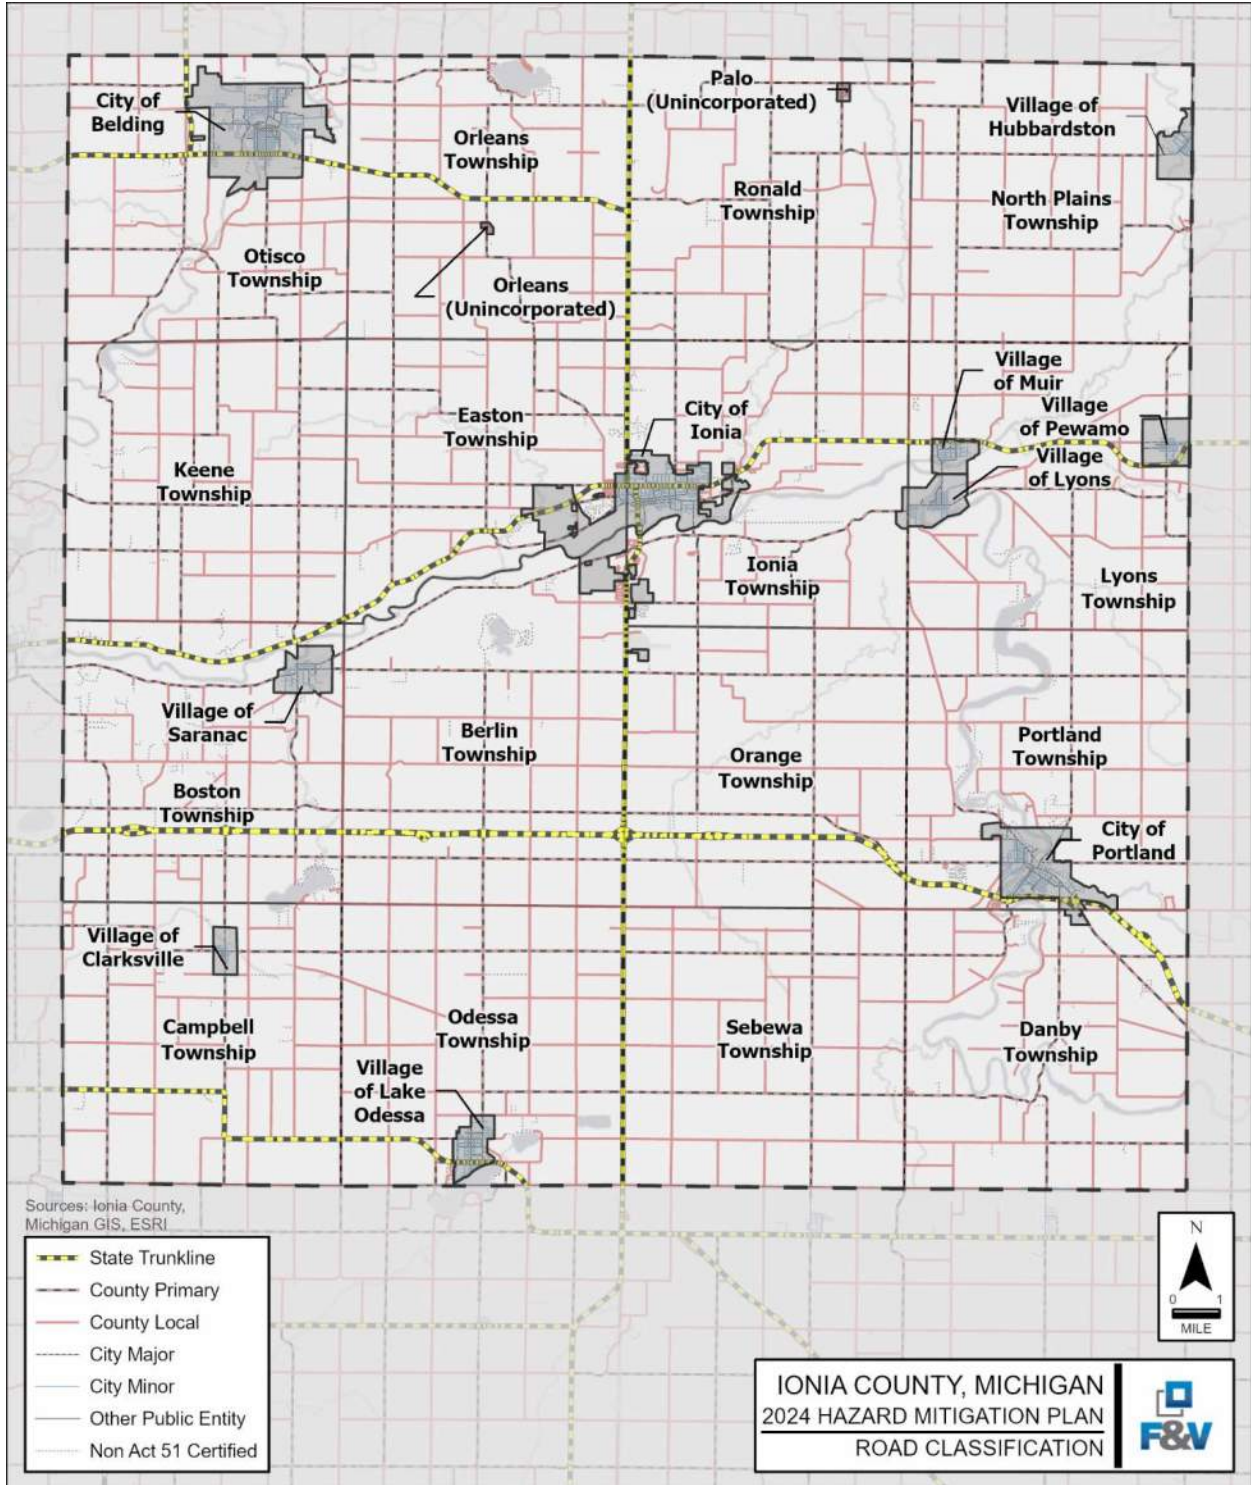 City of
Belding
Palo
(Unincorporated)
Village of
Hubbardston
Orleans
Township
Ronald
Township
North Plains
Township
Otisco
Township
Orleans
(Unincorporated)
Village
of Muir
Village
of Pewamo
City of
Ionia
Easton
Township
Village
of Lyons
Keene
Township
Ionia
Township
Lyons
Township
Village of
Saranac
Berlin
Township
Orange
Township
Portland
Township
Boston
Township
City of
Portland
Village of
Clarksville
Campbell
Township
Odessa
Township
Sebewa
Township
Danby
Township
Village
of Lake
Odessa
Sources: Ionia County,
Michigan GIS, ESRI
State Trunkline
County Primary
County Local
City Major
City Minor
Other Public Entity
Non Act 51 Certified
N
0 1
MILE
IONIA COUNTY, MICHIGAN
2024 HAZARD MITIGATION PLAN
ROAD CLASSIFICATION
F&V